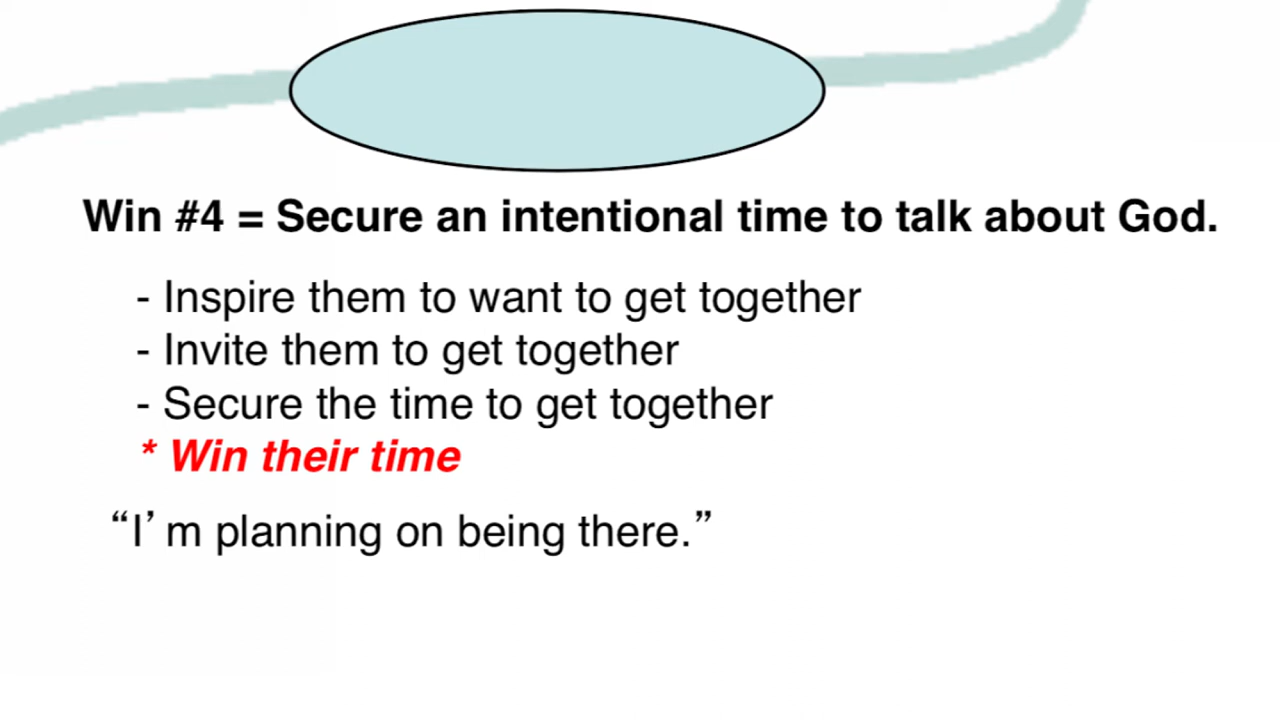 Win #4 = Secure an intentional time to talk about God.
- Inspire them to want to get together
- Invite them to get together
- Secure the time to get together
* Win their time
“I’m planning on being there.”